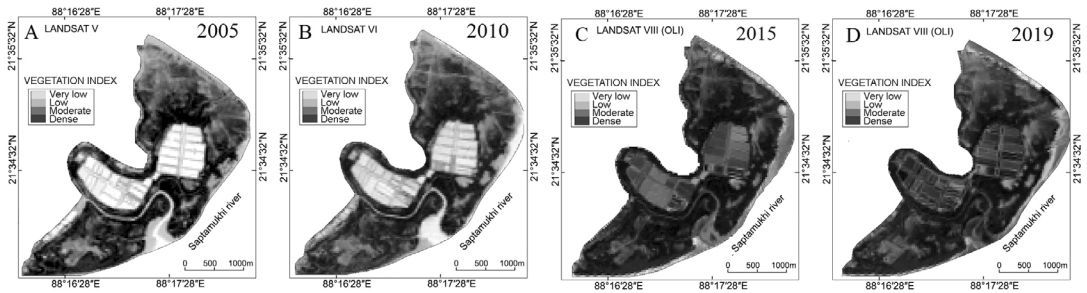 88°16'28"E 88°17'28"E
A LANDSAT V 2005
21°35'32"N
VEGETATION INDEX
Very low
Low
Moderate
Dense
21°34'32"N
Saptamukhi river
0 500 1000m
88°16'28"E 88°17'28"E
88°16'28"E 88°17'28"E
B LANDSAT VI 2010
21°35'32"N
VEGETATION INDEX
Very low
Low
Moderate
Dense
21°34'32"N
Saptamukhi river
0 500 1000m
88°16'28"E 88°17'28"E
88°16'28"E 88°17'28"E
C LANDSAT VIII (OLI) 2015
21°35'32"N
VEGETATION INDEX
Very low
Low
Moderate
Dense
21°34'32"N
Saptamukhi river
0 500 1000m
88°16'28"E 88°17'28"E
88°16'28"E 88°17'28"E
D LANDSAT VIII (OLI) 2019
21°35'32"N
VEGETATION INDEX
Very low
Low
Moderate
Dense
21°34'32"N
Saptamukhi river
0 500 1000m
88°16'28"E 88°17'28"E